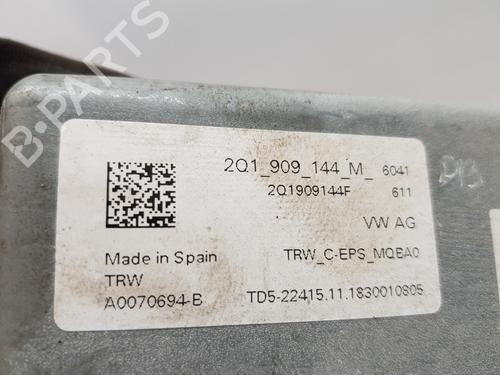 B-PARTS
2Q1_909_144_M_ 6041
2Q1909144F 611
VW AG
Made in Spain TRW_C-EPS_MQBA0
TRW
A0070694-B TD5-22415.11.1830010805